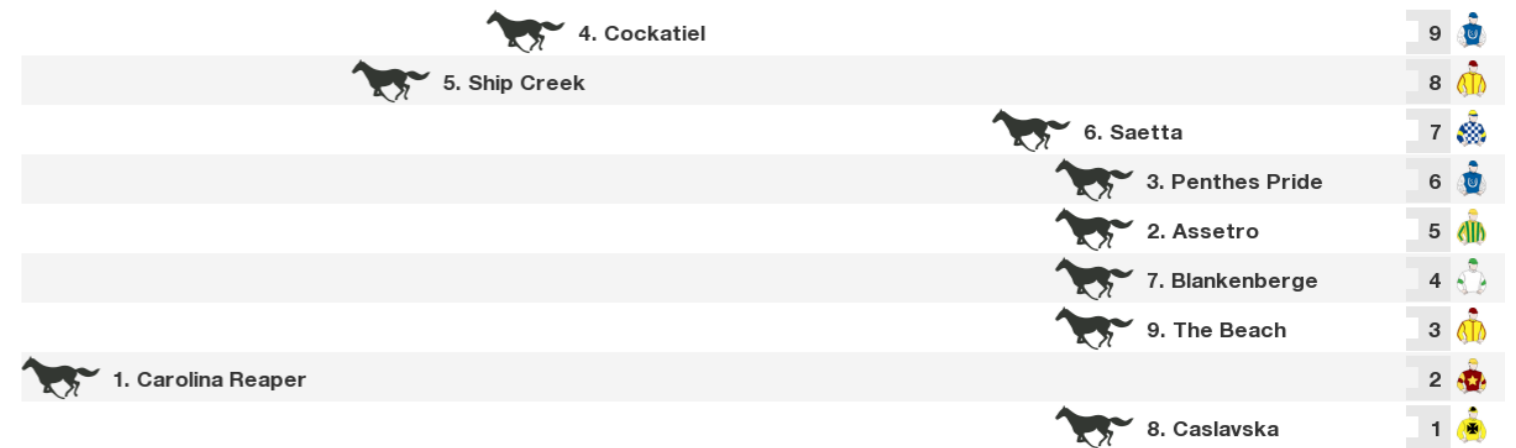 4. Cockatiel 9
5. Ship Creek 8
6. Saetta 7
3. Penthes Pride 6
2. Assetro 5
7. Blankenberge 4
9. The Beach 3
1. Carolina Reaper 2
8. Caslavska 1